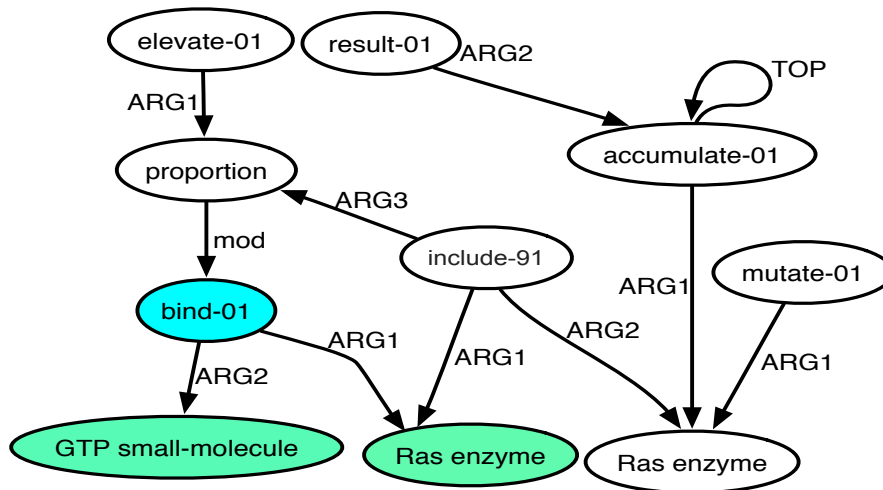 elevate-01
result-01
ARG2
TOP
ARG1
accumulate-01
proportion
ARG3
mod
include-91
mutate-01
ARG1
bind-01
ARG1
ARG2
ARG1
ARG1
ARG2
GTP small-molecule
Ras enzyme
Ras enzyme